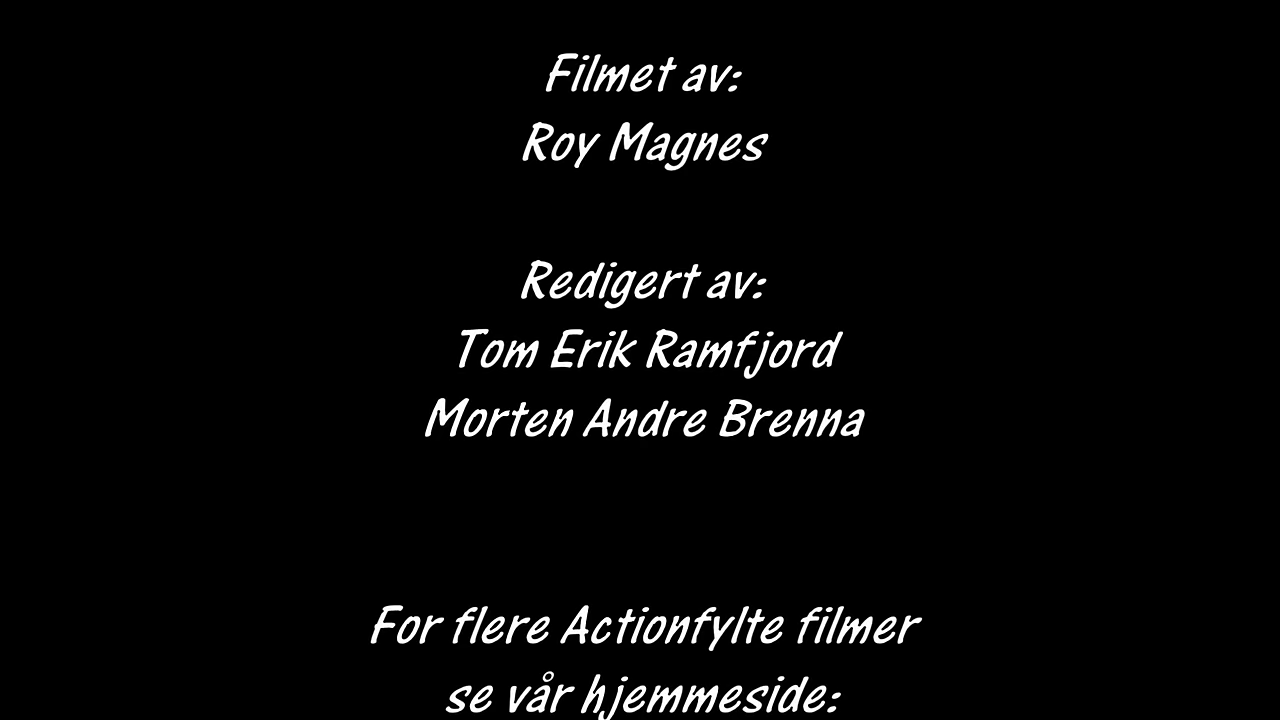 Filmet av:
Roy Magnes
Redigert av:
Tom Erik Ramfjord
Morten Andre Brenna
For flere Actionfylte filmer
se vår hjemmeside: